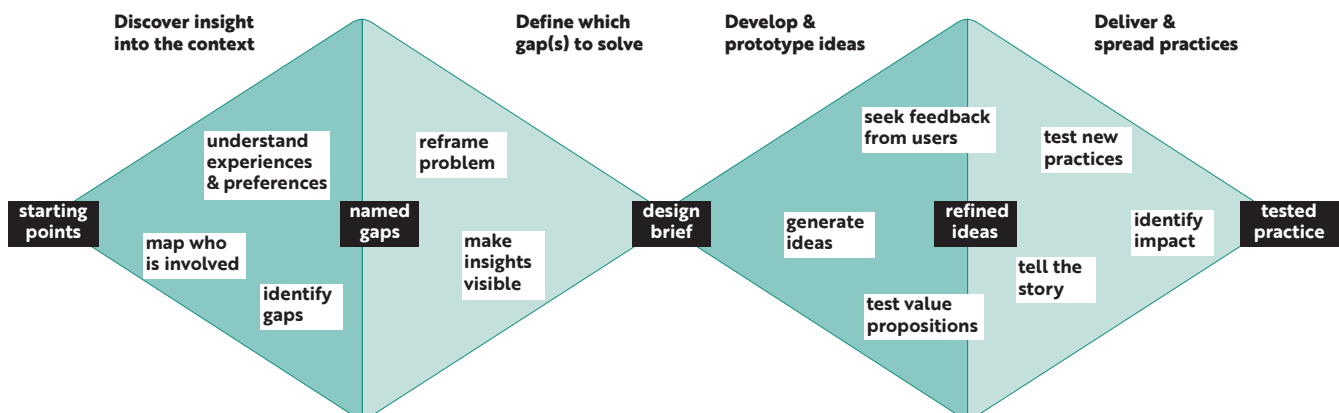 Discover insight
into the context
Define which
gap(s) to solve
Develop &
prototype ideas
Deliver &
spread practices
understand
experiences
& preferences
reframe
problem
seek feedback
from users
test new
practices
starting
points
named
gaps
design
brief
refined
ideas
tested
practice
map who
is involved
make
insights
visible
generate
ideas
identify
impact
identify
gaps
tell the
story
test value
propositions